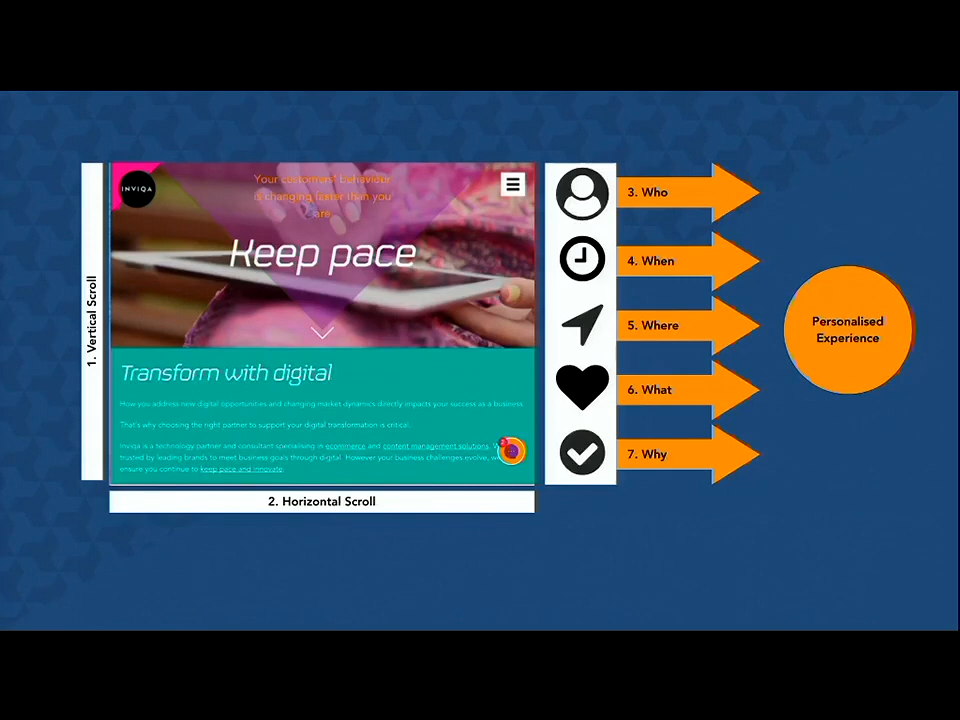 1. Vertical Scroll
INVIQA
Your customers' behaviour
is changing faster than you
are
Keep pace
Transform with digital
How you address new digital opportunities and changing market dynamics directly impacts your success as a business
That's why choosing the right partner to support your digital transformation is critical.
Inviqa is a technology partner and consultant specialising in ecommerce and content management solutions. W
trusted by leading brands to meet business goals through digital. However your business challenges evolve, we
ensure you continue to keep pace and innovate.
2
2. Horizontal Scroll
3. Who
4. When
5. Where
6. What
7. Why
Personalised
Experience